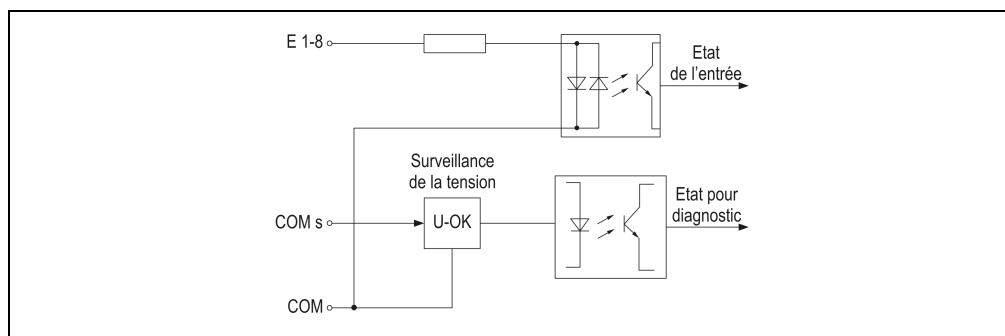 E 1-8
Etat
de l'entrée
Surveillance
de la tension
Etat pour
diagnostic
COM s
U-OK
COM